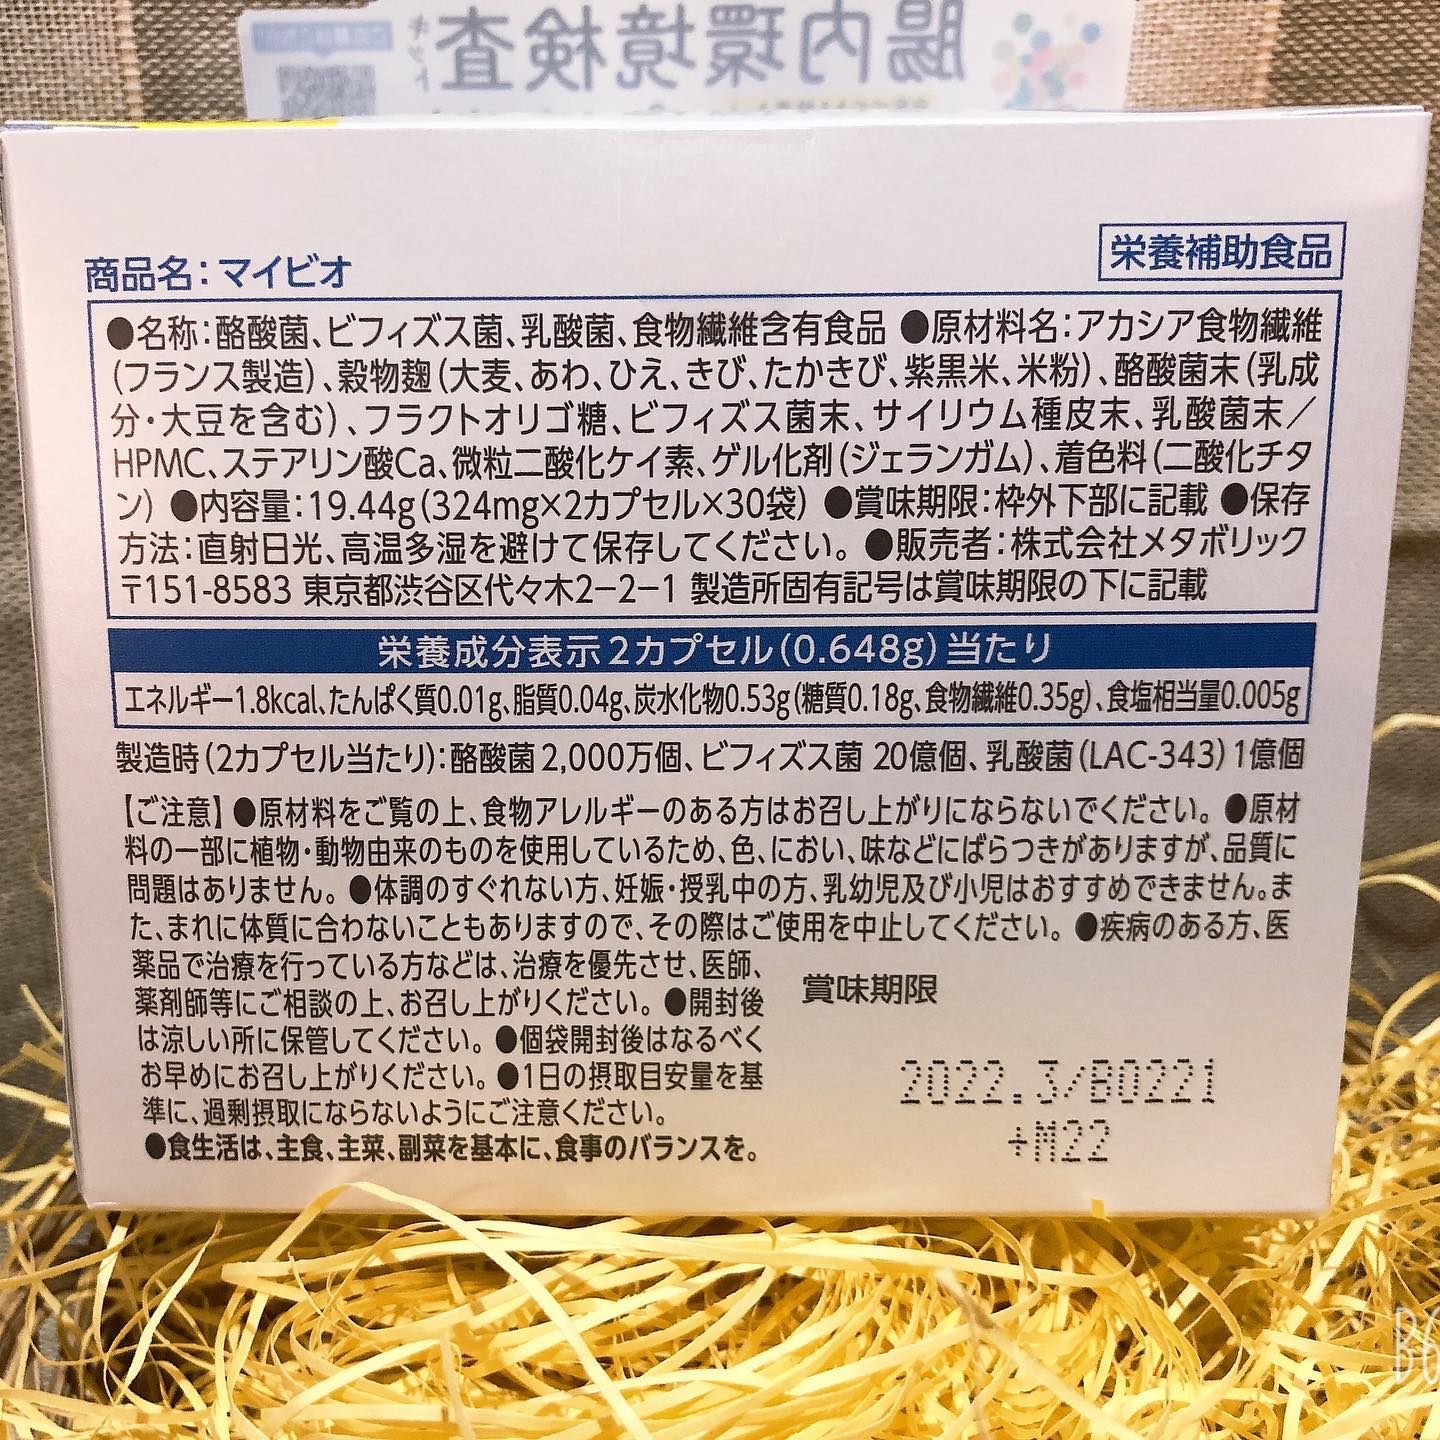 腸内環境検査
キット
商品名：マイビオ
栄養補助食品
●名称：酪酸菌、ビフィズス菌、乳酸菌、食物繊維含有食品 ●原材料名：アカシア食物繊維
（フランス製造）、穀物麹（大麦、あわ、ひえ、きび、たかきび、紫黒米、米粉）、酪酸菌末（乳成
分・大豆を含む）、フラクトオリゴ糖、ビフィズス菌末、サイリウム種皮末、乳酸菌末／
HPMC、ステアリン酸Ca、微粒二酸化ケイ素、ゲル化剤（ジェランガム）、着色料（二酸化チタ
ン） ●内容量：19.44g（324mg×2カプセル×30袋） ●賞味期限：枠外下部に記載 ●保存
方法：直射日光、高温多湿を避けて保存してください。 ●販売者：株式会社メタボリック
〒151-8583 東京都渋谷区代々木2−2−1 製造所固有記号は賞味期限の下に記載
栄養成分表示2カプセル（0.648g）当たり
エネルギー1.8kcal、たんぱく質0.01g、脂質0.04g、炭水化物0.53g（糖質0.18g、食物繊維0.35g）、食塩相当量0.005g
製造時（2カプセル当たり）：酪酸菌 2,000万個、ビフィズス菌 20億個、乳酸菌（LAC-343）1億個
【ご注意】●原材料をご覧の上、食物アレルギーのある方はお召し上がりにならないでください。 ●原材
料の一部に植物・動物由来のものを使用しているため、色、におい、味などにばらつきがありますが、品質に
問題はありません。 ●体調のすぐれない方、妊娠・授乳中の方、乳幼児及び小児はおすすめできません。ま
た、まれに体質に合わないこともありますので、その際はご使用を中止してください。 ●疾病のある方、医
薬品で治療を行っている方などは、治療を優先させ、医師、
薬剤師等にご相談の上、お召し上がりください。 ●開封後
は涼しい所に保管してください。 ●個袋開封後はなるべく
お早めにお召し上がりください。 ●1日の摂取目安量を基
準に、過剰摂取にならないようにご注意ください。
●食生活は、主食、主菜、副菜を基本に、食事のバランスを。
賞味期限
2022.3/B0221
+M22